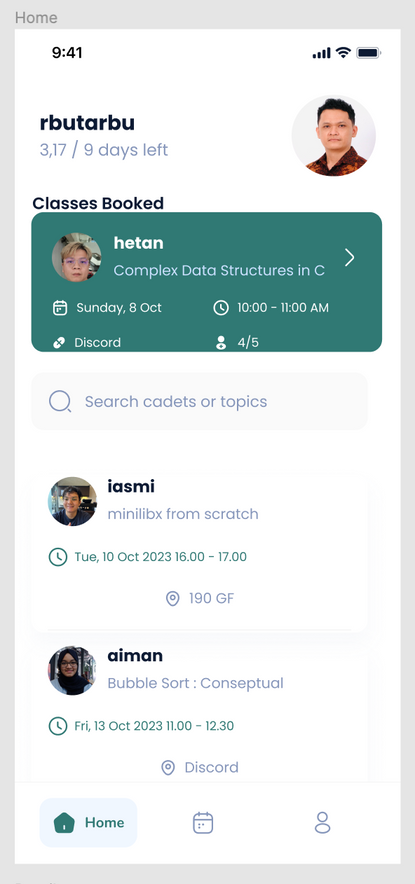 Home
9:41
rbutarbu
3,17 / 9 days left
Classes Booked
hetan
Complex Data Structures in C
Sunday, 8 Oct
10:00 - 11:00 AM
Discord
4/5
Search cadets or topics
iasmi
minilibx from scratch
Tue, 10 Oct 2023 16.00 - 17.00
190 GF
aiman
Bubble Sort : Conseptual
Fri, 13 Oct 2023 11.00 - 12.30
Discord
Home